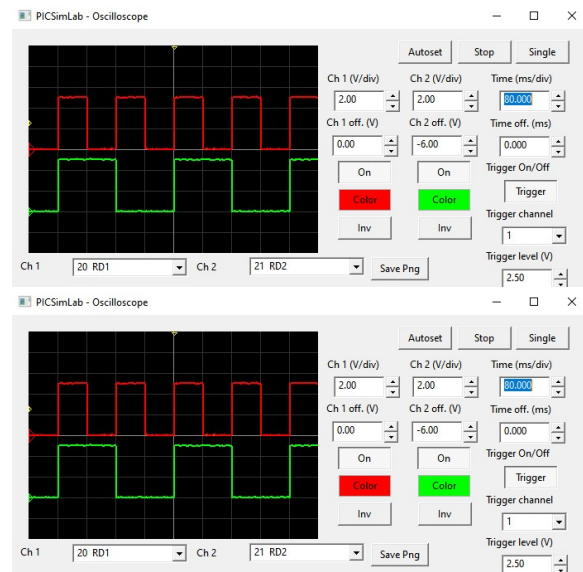 PICSimLab - Oscilloscope
Autoset Stop Single
Ch 1 (V/div) Ch 2 (V/div) Time (ms/div)
2.00 2.00 80.000
Ch 1 off. (V) Ch 2 off. (V) Time off. (ms)
0.00 -6.00 0.000
On On Trigger On/Off
Color Color Trigger
Trigger channel
Inv Inv 1
Trigger level (V)
Ch 1 20 RD1 Ch 2 21 RD2 Save Png 2.50
PICSimLab - Oscilloscope
Autoset Stop Single
Ch 1 (V/div) Ch 2 (V/div) Time (ms/div)
2.00 2.00 80.000
Ch 1 off. (V) Ch 2 off. (V) Time off. (ms)
0.00 -6.00 0.000
On On Trigger On/Off
Color Color Trigger
Trigger channel
Inv Inv 1
Trigger level (V)
Ch 1 20 RD1 Ch 2 21 RD2 Save Png 2.50